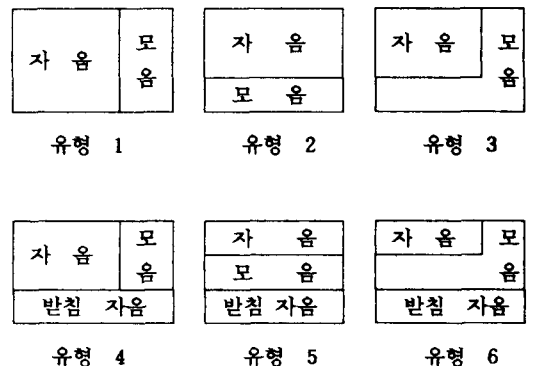 자 음 모 음
자 음
모 음
자 음 모 음
유형 1 유형 2 유형 3
자 음 모 음
받침 자음
자 음
모 음
받침 자음
자 음 모 음
받침 자음
유형 4 유형 5 유형 6